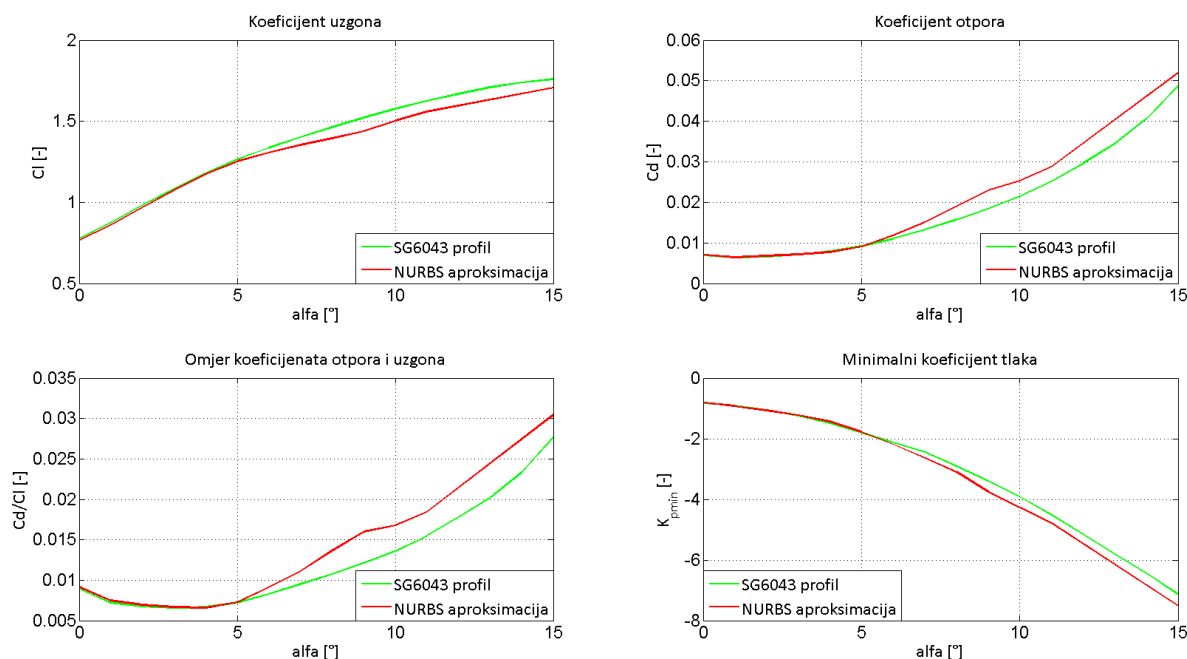 Koeficijent uzgona
2
1.5
1
0.5
Cl [-]
SG6043 profil
NURBS aproksimacija
0 5 10 15
alfa [°]
Koeficijent otpora
0.06
0.05
0.04
0.03
0.02
0.01
0
Cd [-]
SG6043 profil
NURBS aproksimacija
0 5 10 15
alfa [°]
Omjer koeficijenata otpora i uzgona
0.035
0.03
0.025
0.02
0.015
0.01
0.005
Cd/Cl [-]
SG6043 profil
NURBS aproksimacija
0 5 10 15
alfa [°]
Minimalni koeficijent tlaka
0
-2
-4
-6
-8
Kpmin [-]
SG6043 profil
NURBS aproksimacija
0 5 10 15
alfa [°]